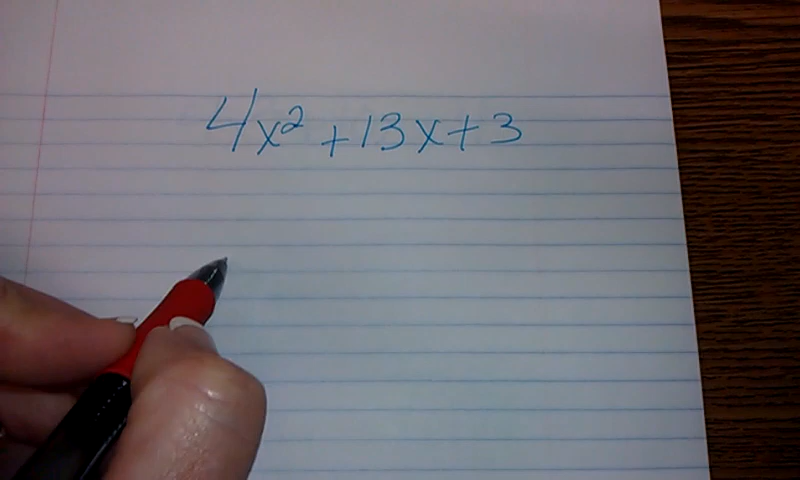 4x² + 13x + 3